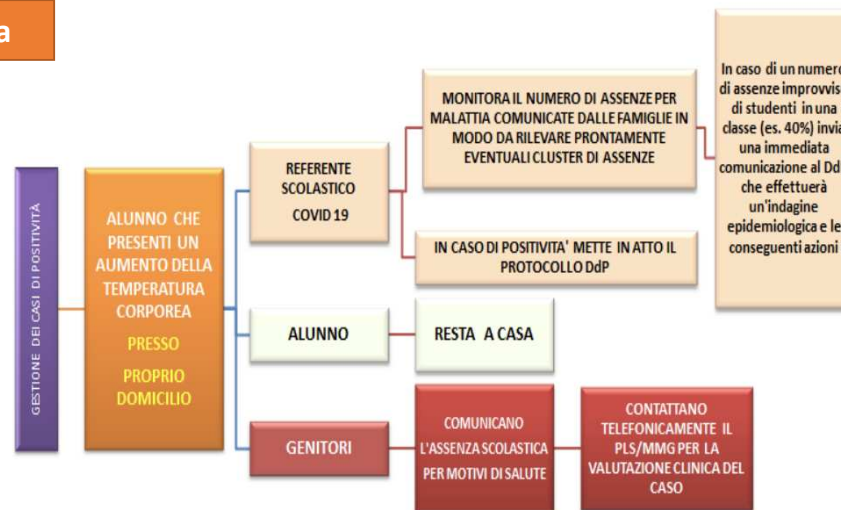 a
GESTIONE DEI CASI DI POSITIVITÀ
ALUNNO CHE
PRESENTI UN
AUMENTO DELLA
TEMPERATURA
CORPOREA
PRESSO
PROPRIO
DOMICILIO
REFERENTE
SCOLASTICO
COVID 19
MONITORA IL NUMERO DI ASSENZE PER
MALATTIA COMUNICATE DALLE FAMIGLIE IN
MODO DA RILEVARE PRONTAMENTE
EVENTUALI CLUSTER DI ASSENZE
In caso di un numero
di assenze improvvise
di studenti in una
classe (es. 40%) invia
una immediata
comunicazione al
che effettuerà
un'indagine
epidemiologica e le
conseguenti azioni
IN CASO DI POSITIVITA' METTE IN ATTO IL
PROTOCOLLO DdP
ALUNNO
RESTA A CASA
GENITORI
COMUNICANO
L'ASSENZA SCOLASTICA
PER MOTIVI DI SALUTE
CONTATTANO
TELEFONICAMENTE IL
PLS/MMG PER LA
VALUTAZIONE CLINICA DEL
CASO